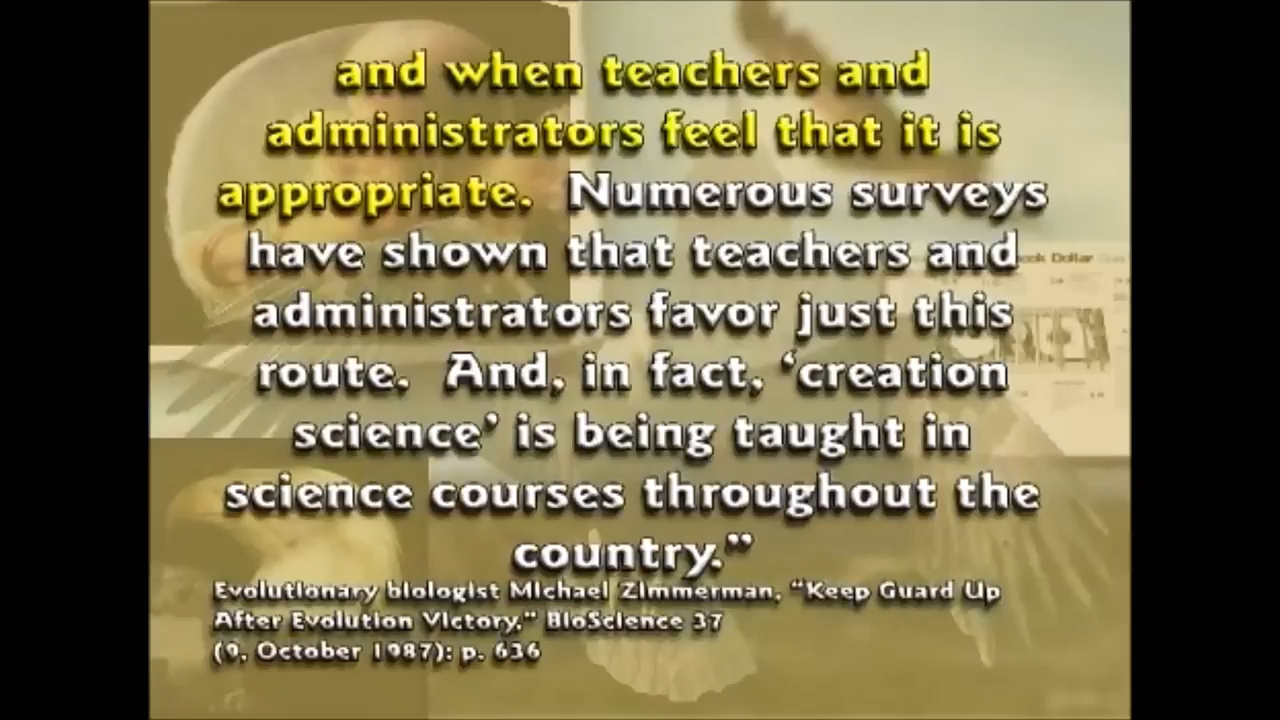 and when teachers and
administrators feel that it is
appropriate. Numerous surveys
have shown that teachers and
administrators favor just this
route. And, in fact, ‘creation
science’ is being taught in
science courses throughout the
country.”
Evolutionary biologist Michael Zimmerman, “Keep Guard Up
After Evolution Victory,” BioScience 37
(9, October 1987): p. 636
Dollar